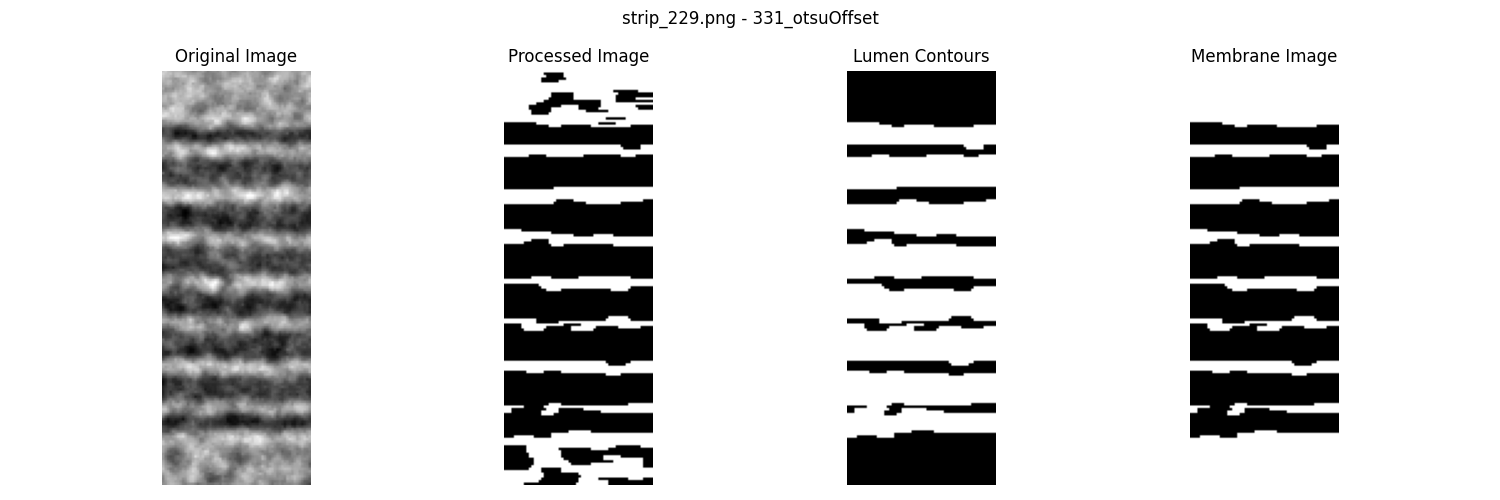 strip_229.png - 331_otsuOffset
Original Image
Processed Image
Lumen Contours
Membrane Image